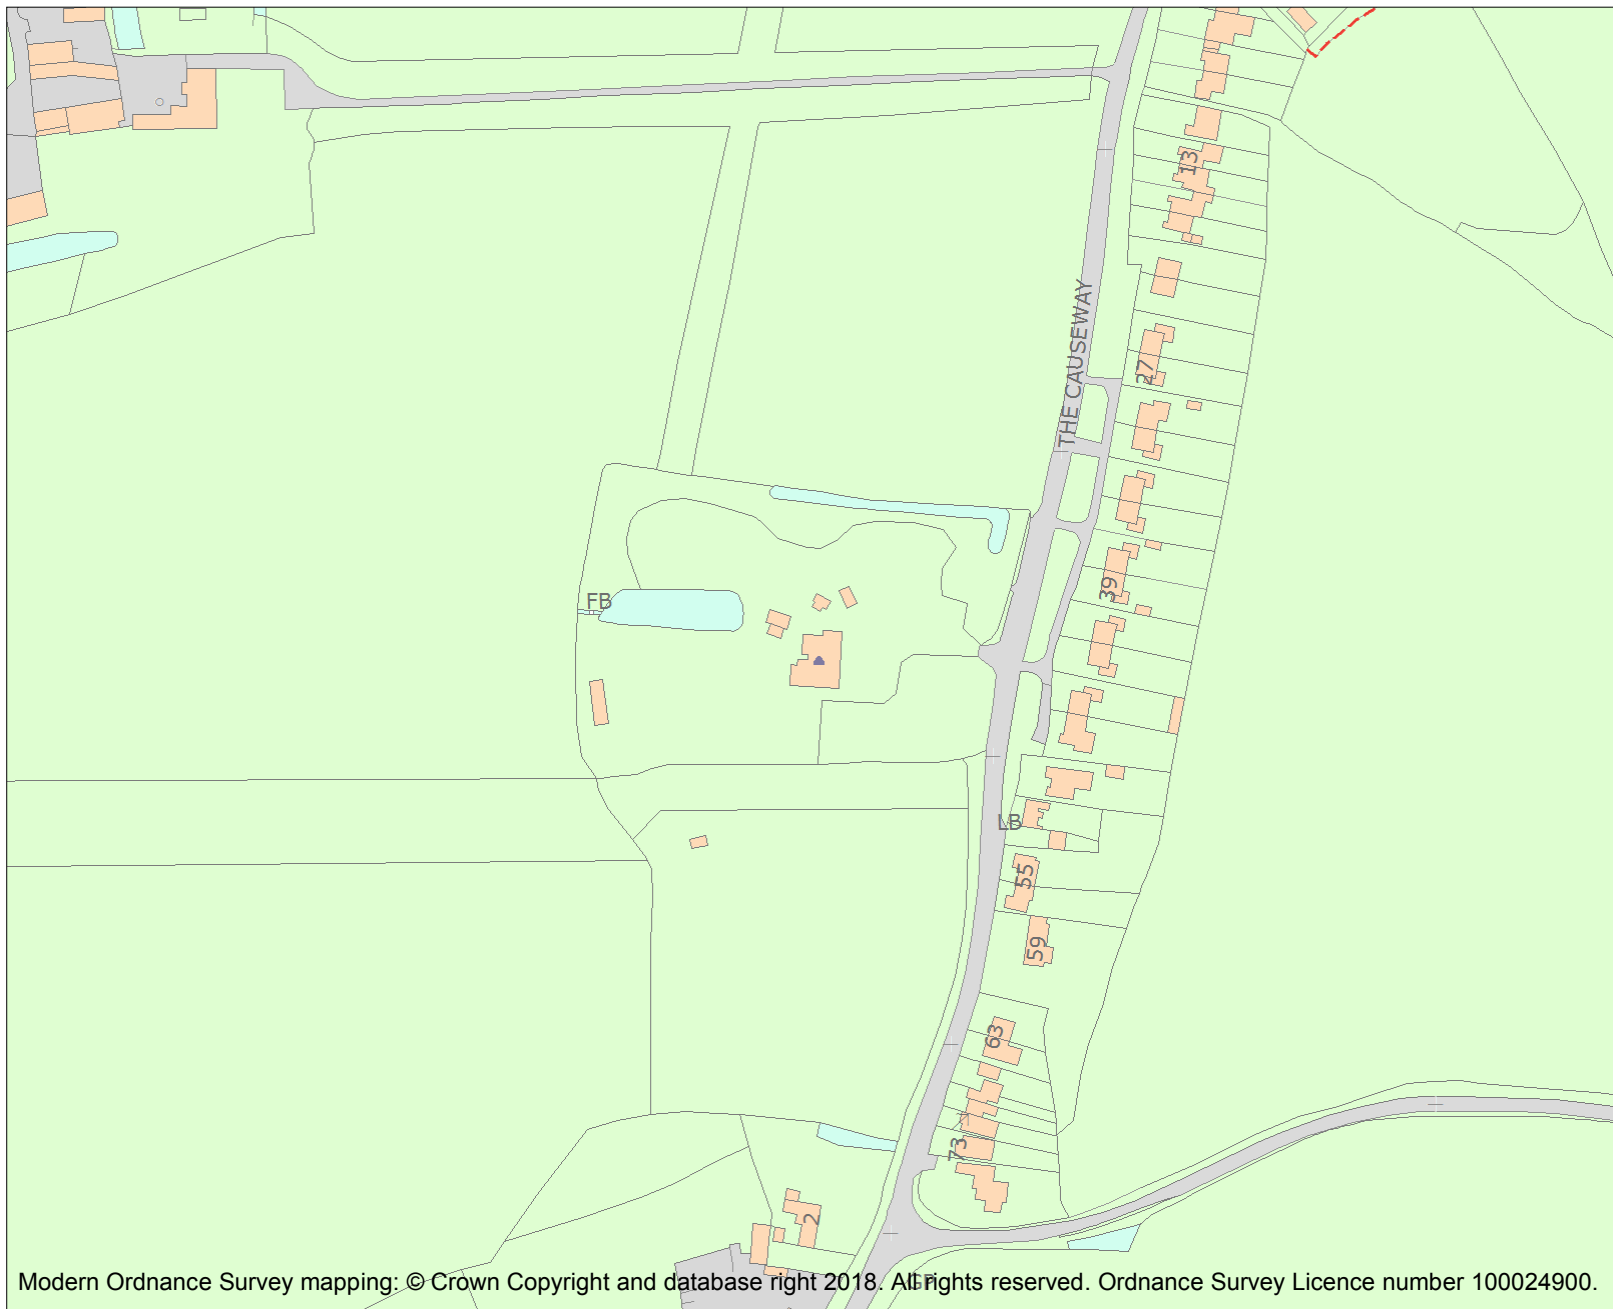 13
THE CAUSEWAY
27
39
FB
LB
55
59
63
73
2
GP
Modern Ordnance Survey mapping: © Crown Copyright and database right 2018. All rights reserved. Ordnance Survey Licence number 100024900.